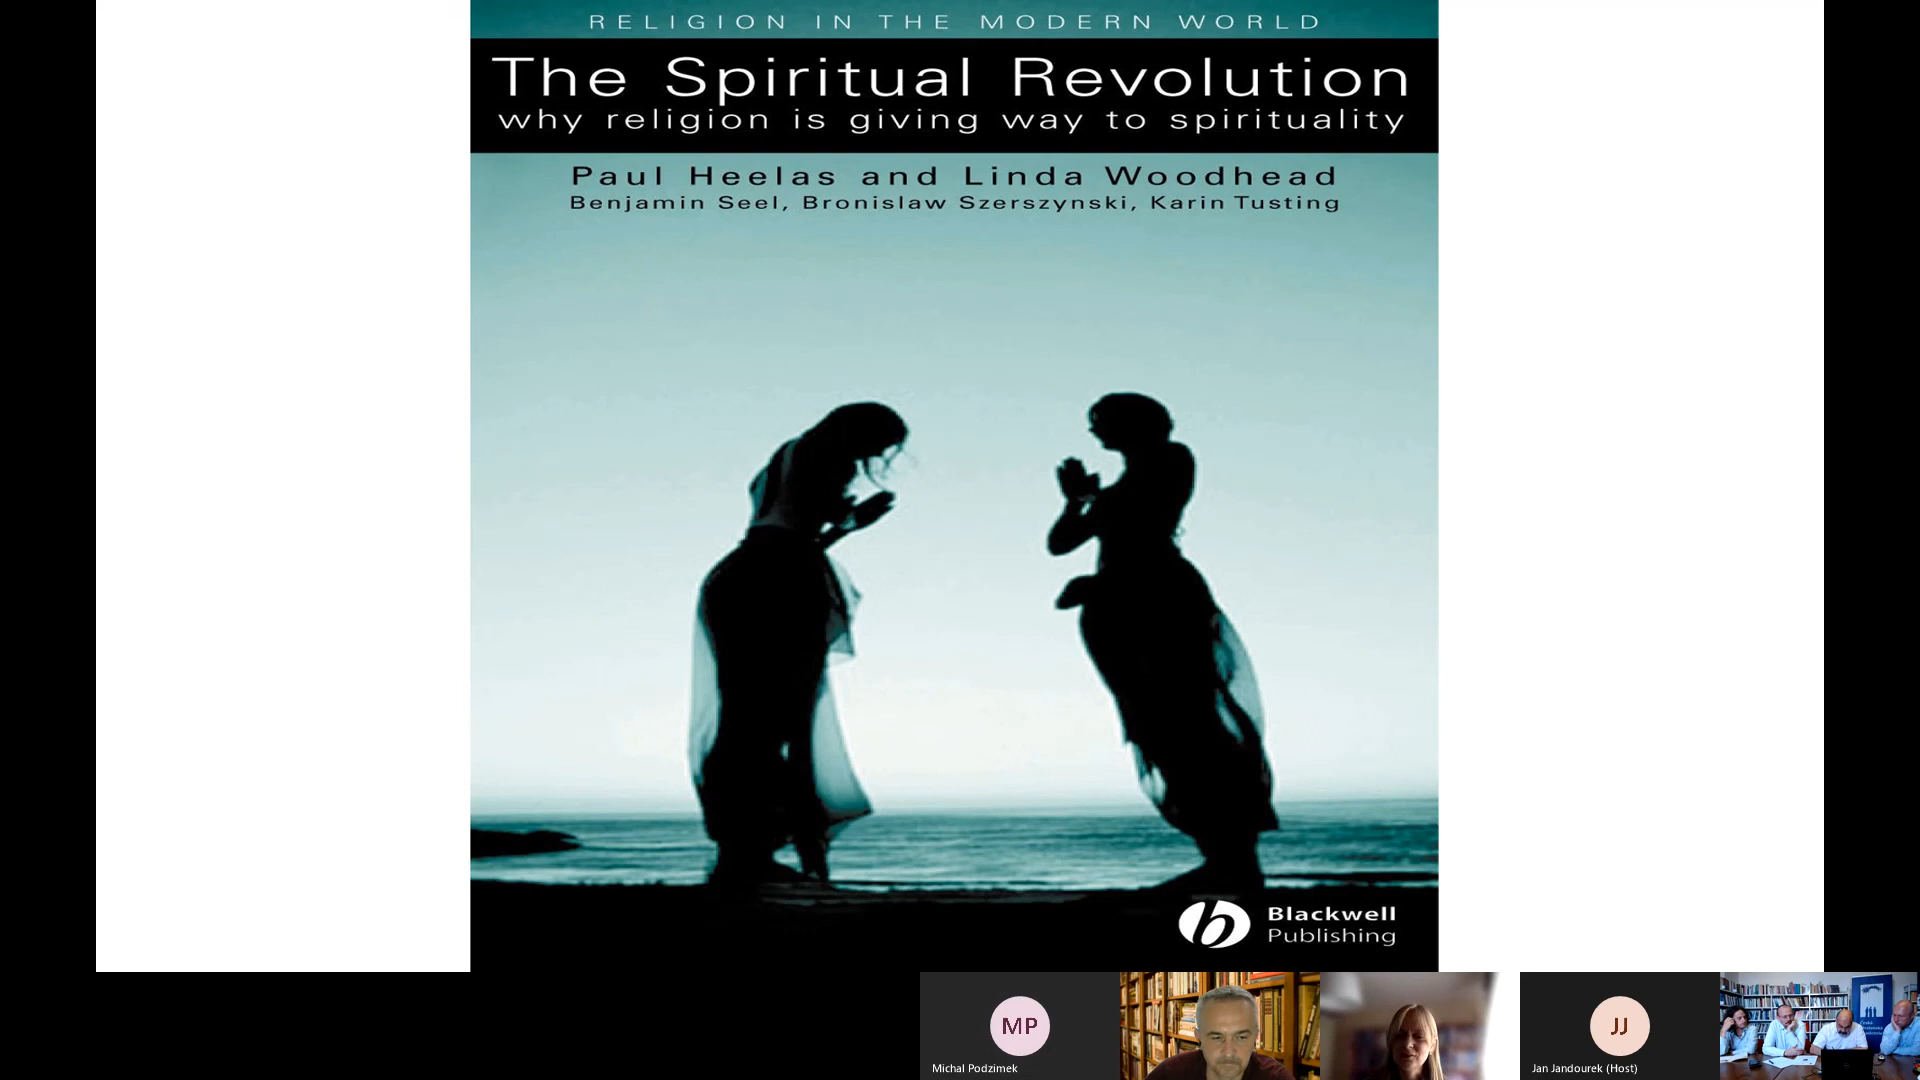 RELIGION IN THE MODERN WORLD
The Spiritual Revolution
why religion is giving way to spirituality
Paul Heelas and Linda Woodhead
Benjamin Seel, Bronislaw Szerszynski, Karin Tusting
b Blackwell
Publishing
MP
Michal Podzimek
JJ
Jan Jandourek (Host)